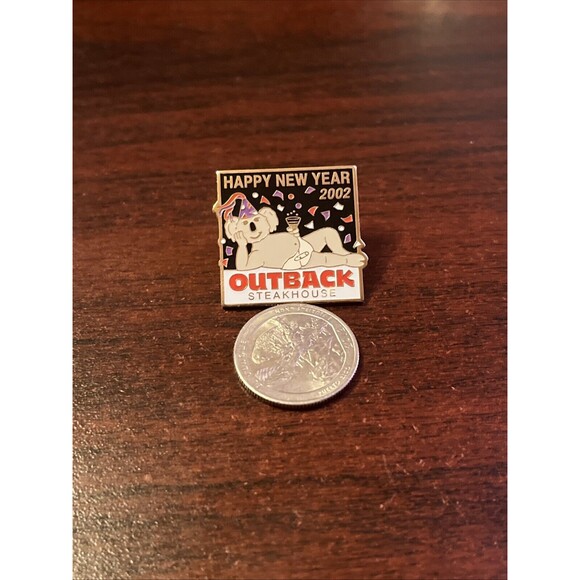 HAPPY NEW YEAR
2002
OUTBACK
STEAKHOUSE